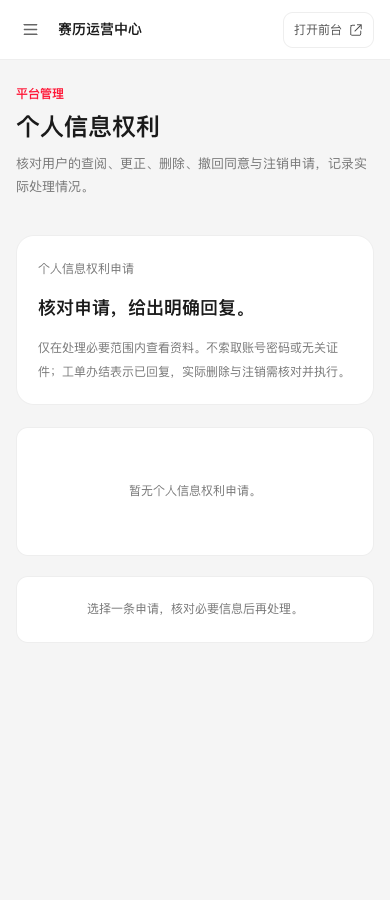 赛历运营中心
打开前台
平台管理
个人信息权利
核对用户的查阅、更正、删除、撤回同意与注销申请，记录实
际处理情况。
个人信息权利申请
核对申请，给出明确回复。
仅在处理必要范围内查看资料。不索取账号密码或无关证
件；工单办结表示已回复，实际删除与注销需核对并执行。
暂无个人信息权利申请。
选择一条申请，核对必要信息后再处理。